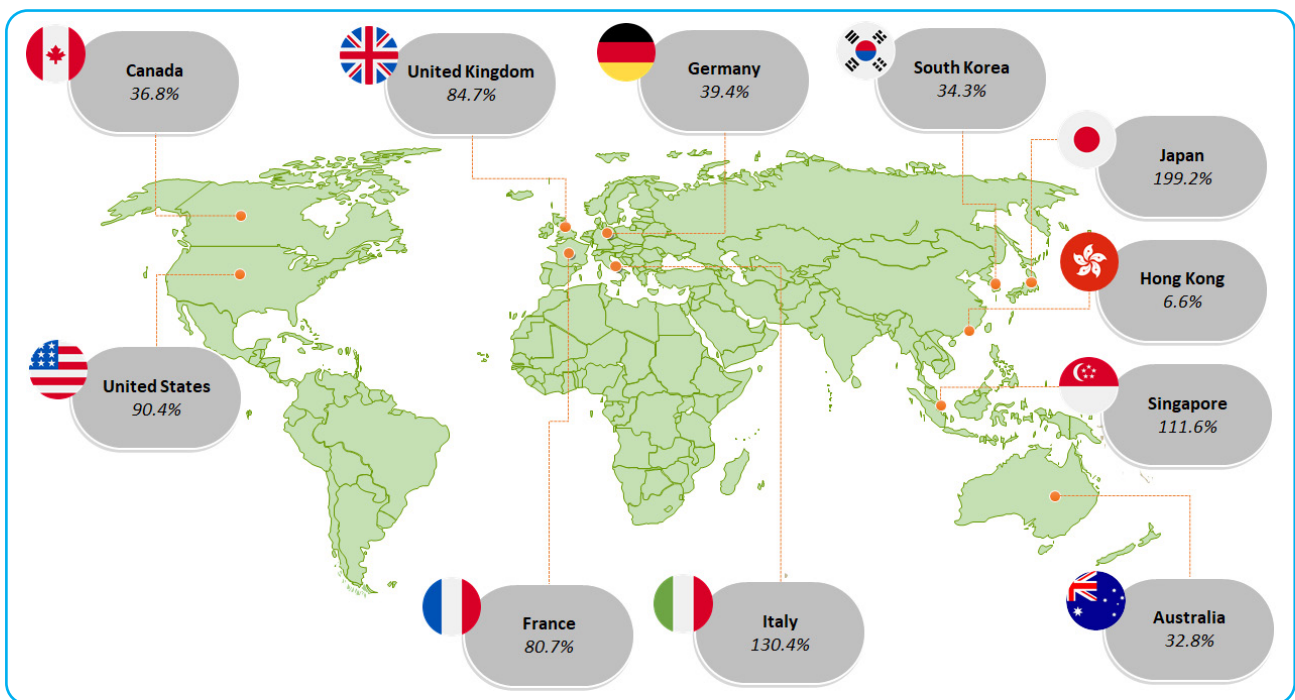 Canada
36.8%
United Kingdom
84.7%
Germany
39.4%
South Korea
34.3%
Japan
199.2%
Hong Kong
6.6%
United States
90.4%
Singapore
111.6%
France
80.7%
Italy
130.4%
Australia
32.8%